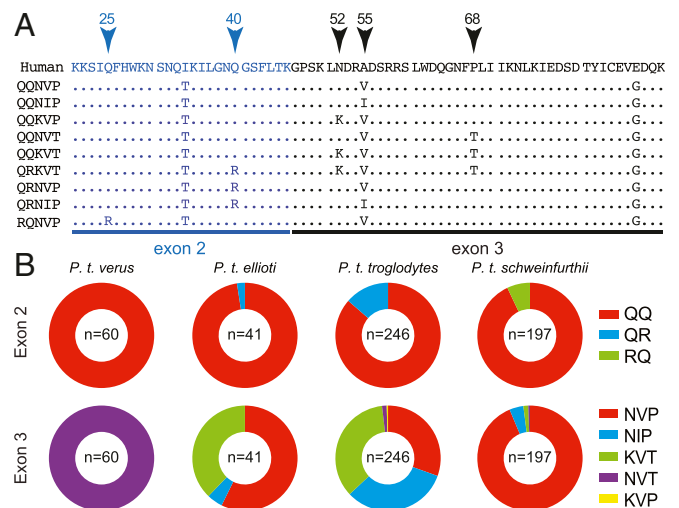 A
25 40 52 55 68
Human KKSIQFHWKN SNQIKILGNQ GSFLTKGPSKLNDRADSRRS LWDQGNFPLI IKNLKIEDSD TYICEVEDQK
QQNVP .......... ...T...... ..............V..... .......... .......... ......G...
QQNIP .......... ...T...... ..............I..... .......... .......... ......G...
QQKVP .......... ...T...... ...........K..V..... .......... .......... ......G...
QQNVT .......... ...T...... ..............V..... .......T.. .......... ......G...
QQKVT .......... ...T...... ...........K..V..... .......T.. .......... ......G...
QRKVT .......... ...T.....R ...........K..V..... .......T.. .......... ......G...
QRNVP .......... ...T.....R ..............V..... .......... .......... ......G...
QRNIP .......... ...T.....R ..............I..... .......... .......... ......G...
RQNVP ....R..... ...T...... ..............V..... .......... .......... ......G...
exon 2 exon 3
B
P. t. verus P. t. ellioti P. t. troglodytes P. t. schweinfurthii
Exon 2
n=60 n=41 n=246 n=197
QQ
QR
RQ
Exon 3
n=60 n=41 n=246 n=197
NVP
NIP
KVT
NVT
KVP